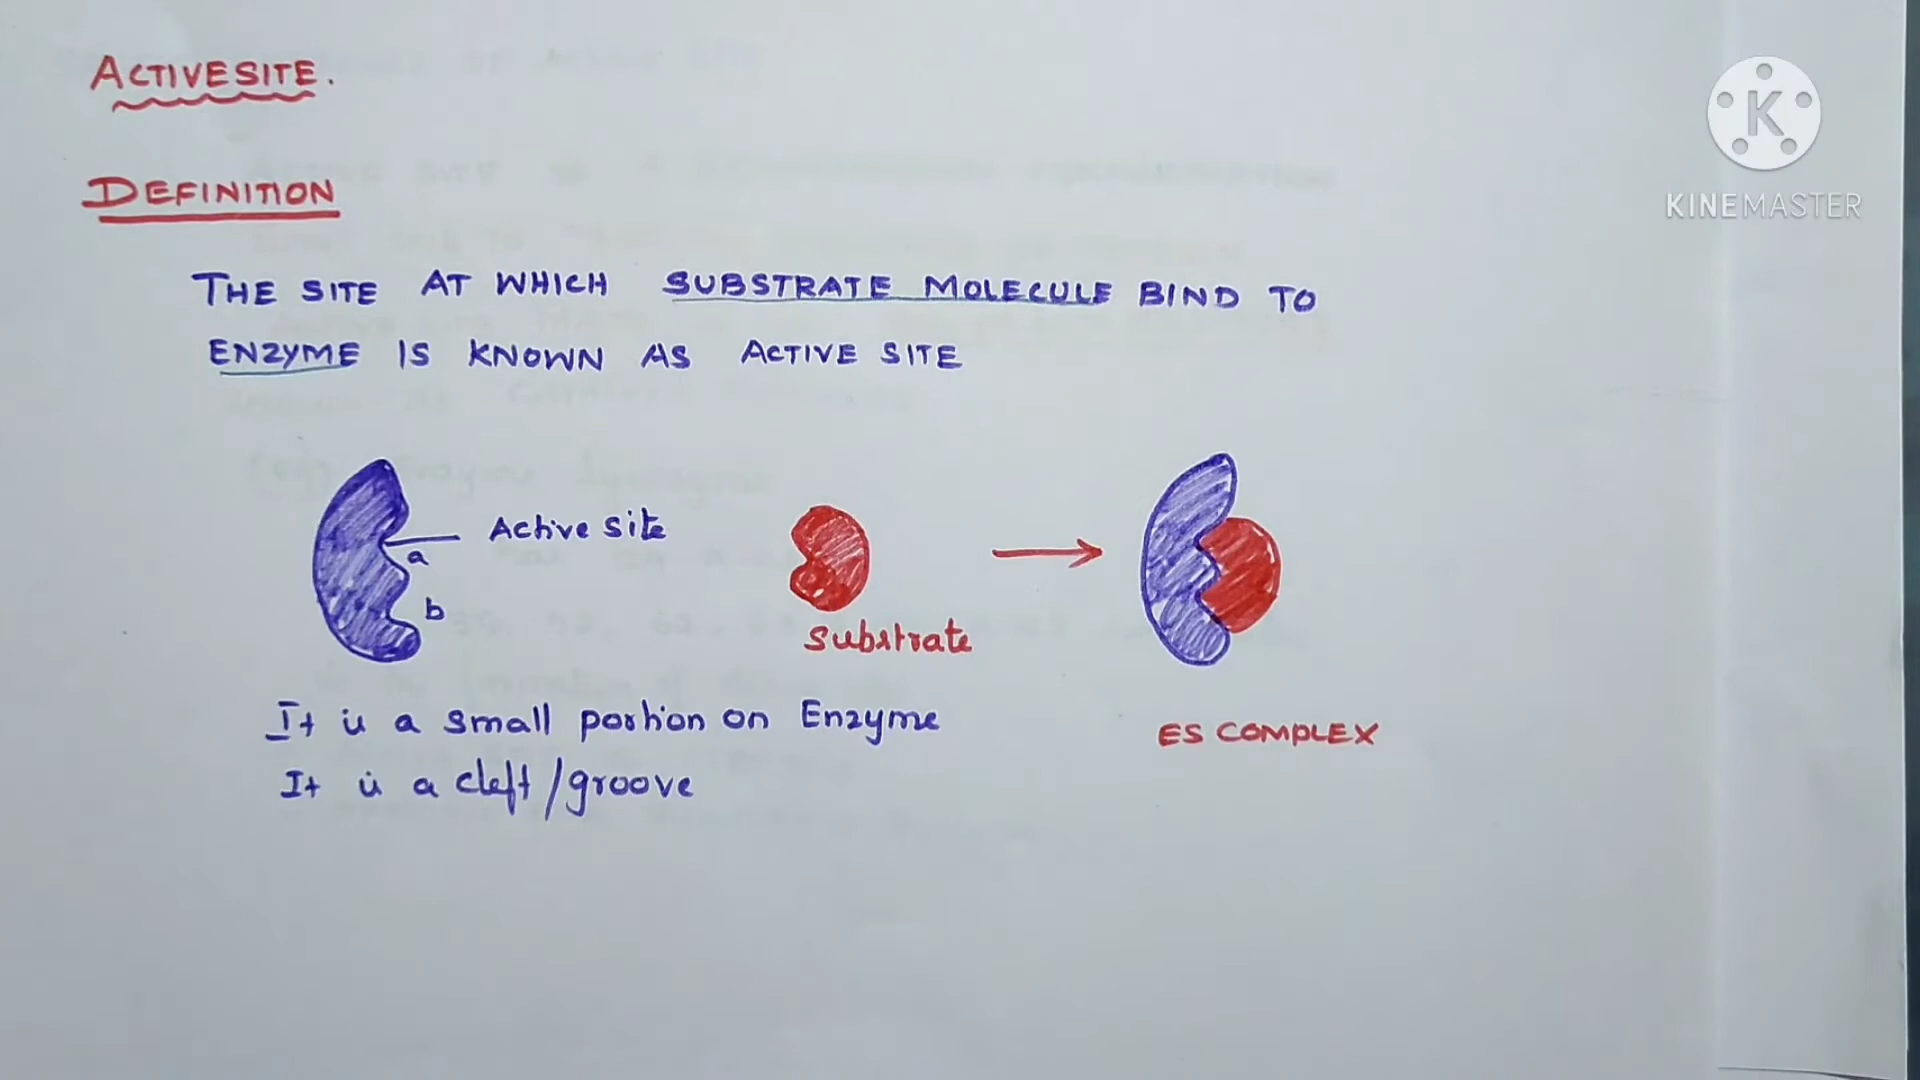 ACTIVESITE.
DEFINITION
THE SITE AT WHICH SUBSTRATE MOLECULE BIND TO
ENZYME IS KNOWN AS ACTIVE SITE
Active site
a
b
Substrate
It is a small portion on Enzyme
It is a cleft/groove
ES COMPLEX
K
KINEMASTER